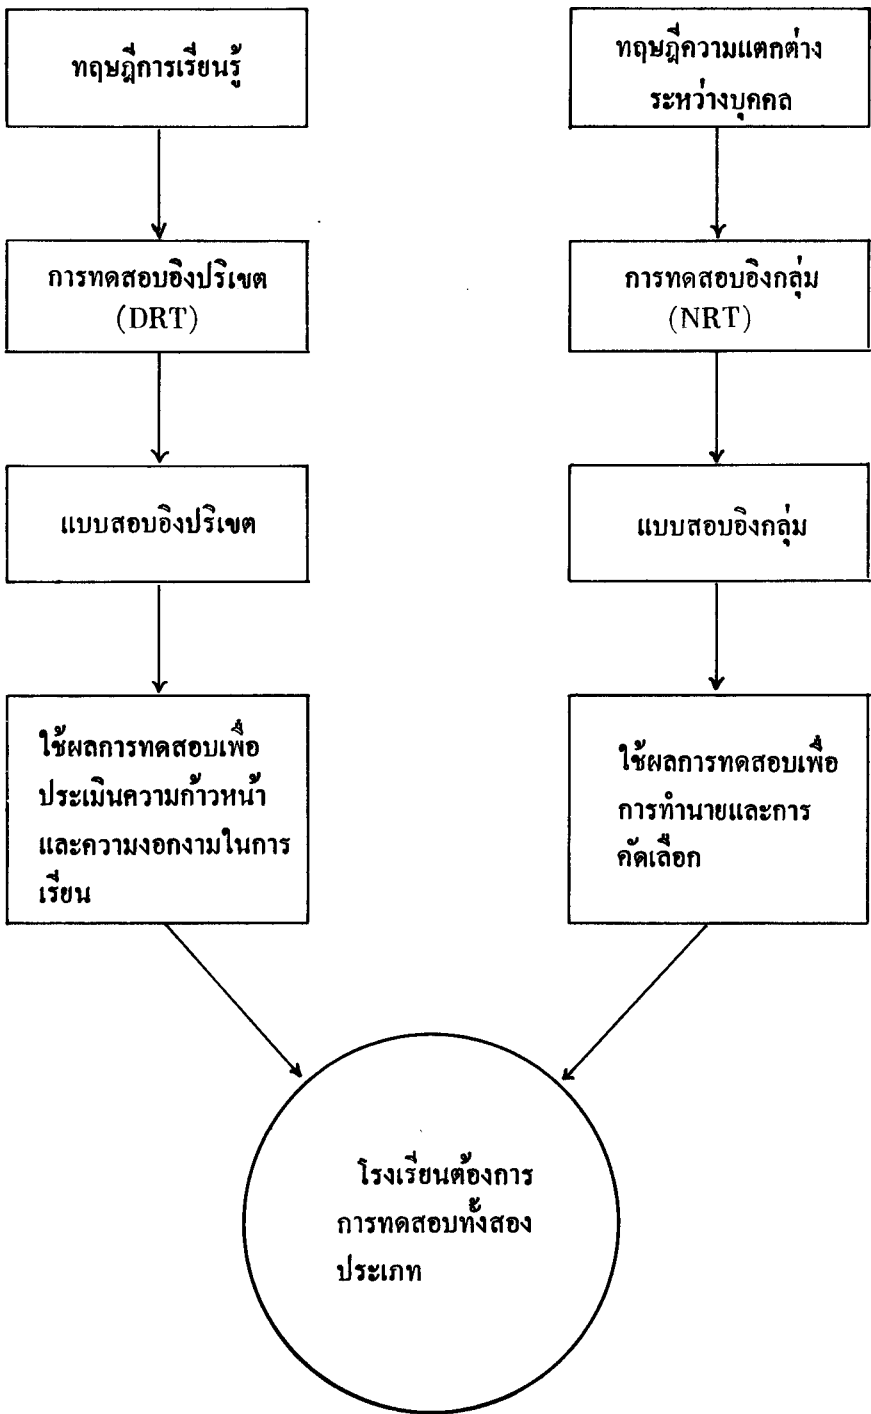 ทฤษฎีการเรียนรู้
การทดสอบอิงปริเขต
(DRT)
แบบสอบอิงปริเขต
ใช้ผลการทดสอบเพื่อ
ประเมินความก้าวหน้า
และความงอกงามในการ
เรียน
ทฤษฎีความแตกต่าง
ระหว่างบุคคล
การทดสอบอิงกลุ่ม
(NRT)
แบบสอบอิงกลุ่ม
ใช้ผลการทดสอบเพื่อ
การทำนายและการ
คัดเลือก
โรงเรียนต้องการ
การทดสอบทั้งสอง
ประเภท